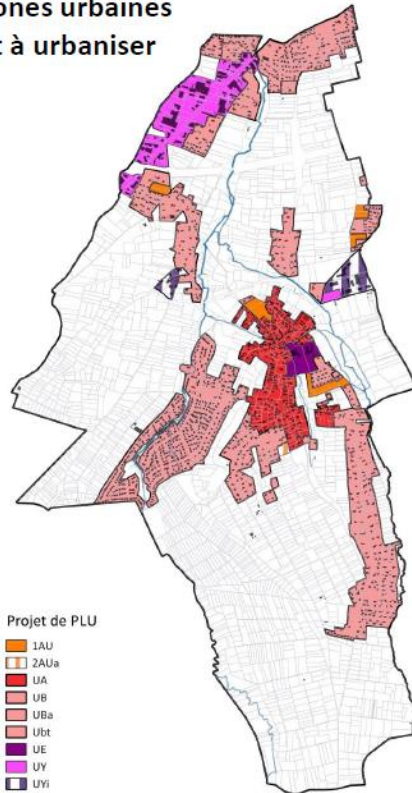 ones urbaines
t à urbaniser
Projet de PLU
1AU
2AUa
UA
UB
UBa
Ubt
UE
UY
UYi